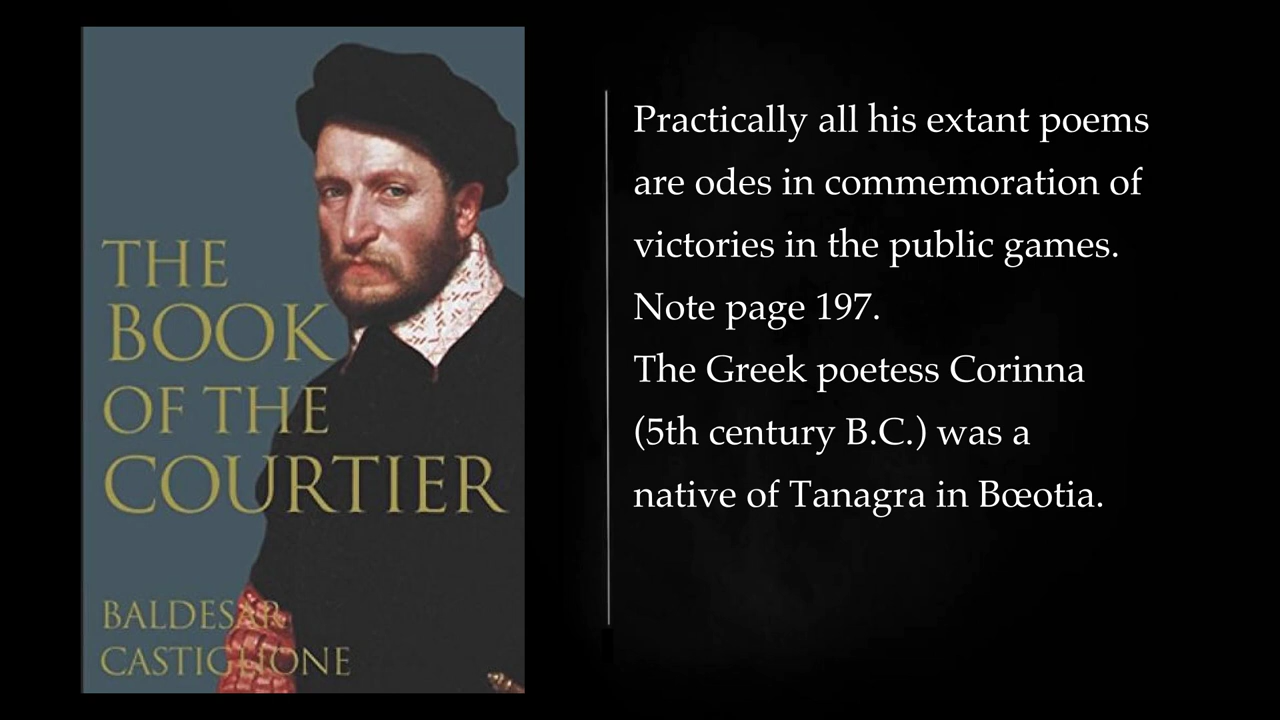 THE
BOOK
OF THE
COURTIER
BALDESAR
CASTIGLIONE
Practically all his extant poems
are odes in commemoration of
victories in the public games.
Note page 197.
The Greek poetess Corinna
(5th century B.C.) was a
native of Tanagra in Bœotia.